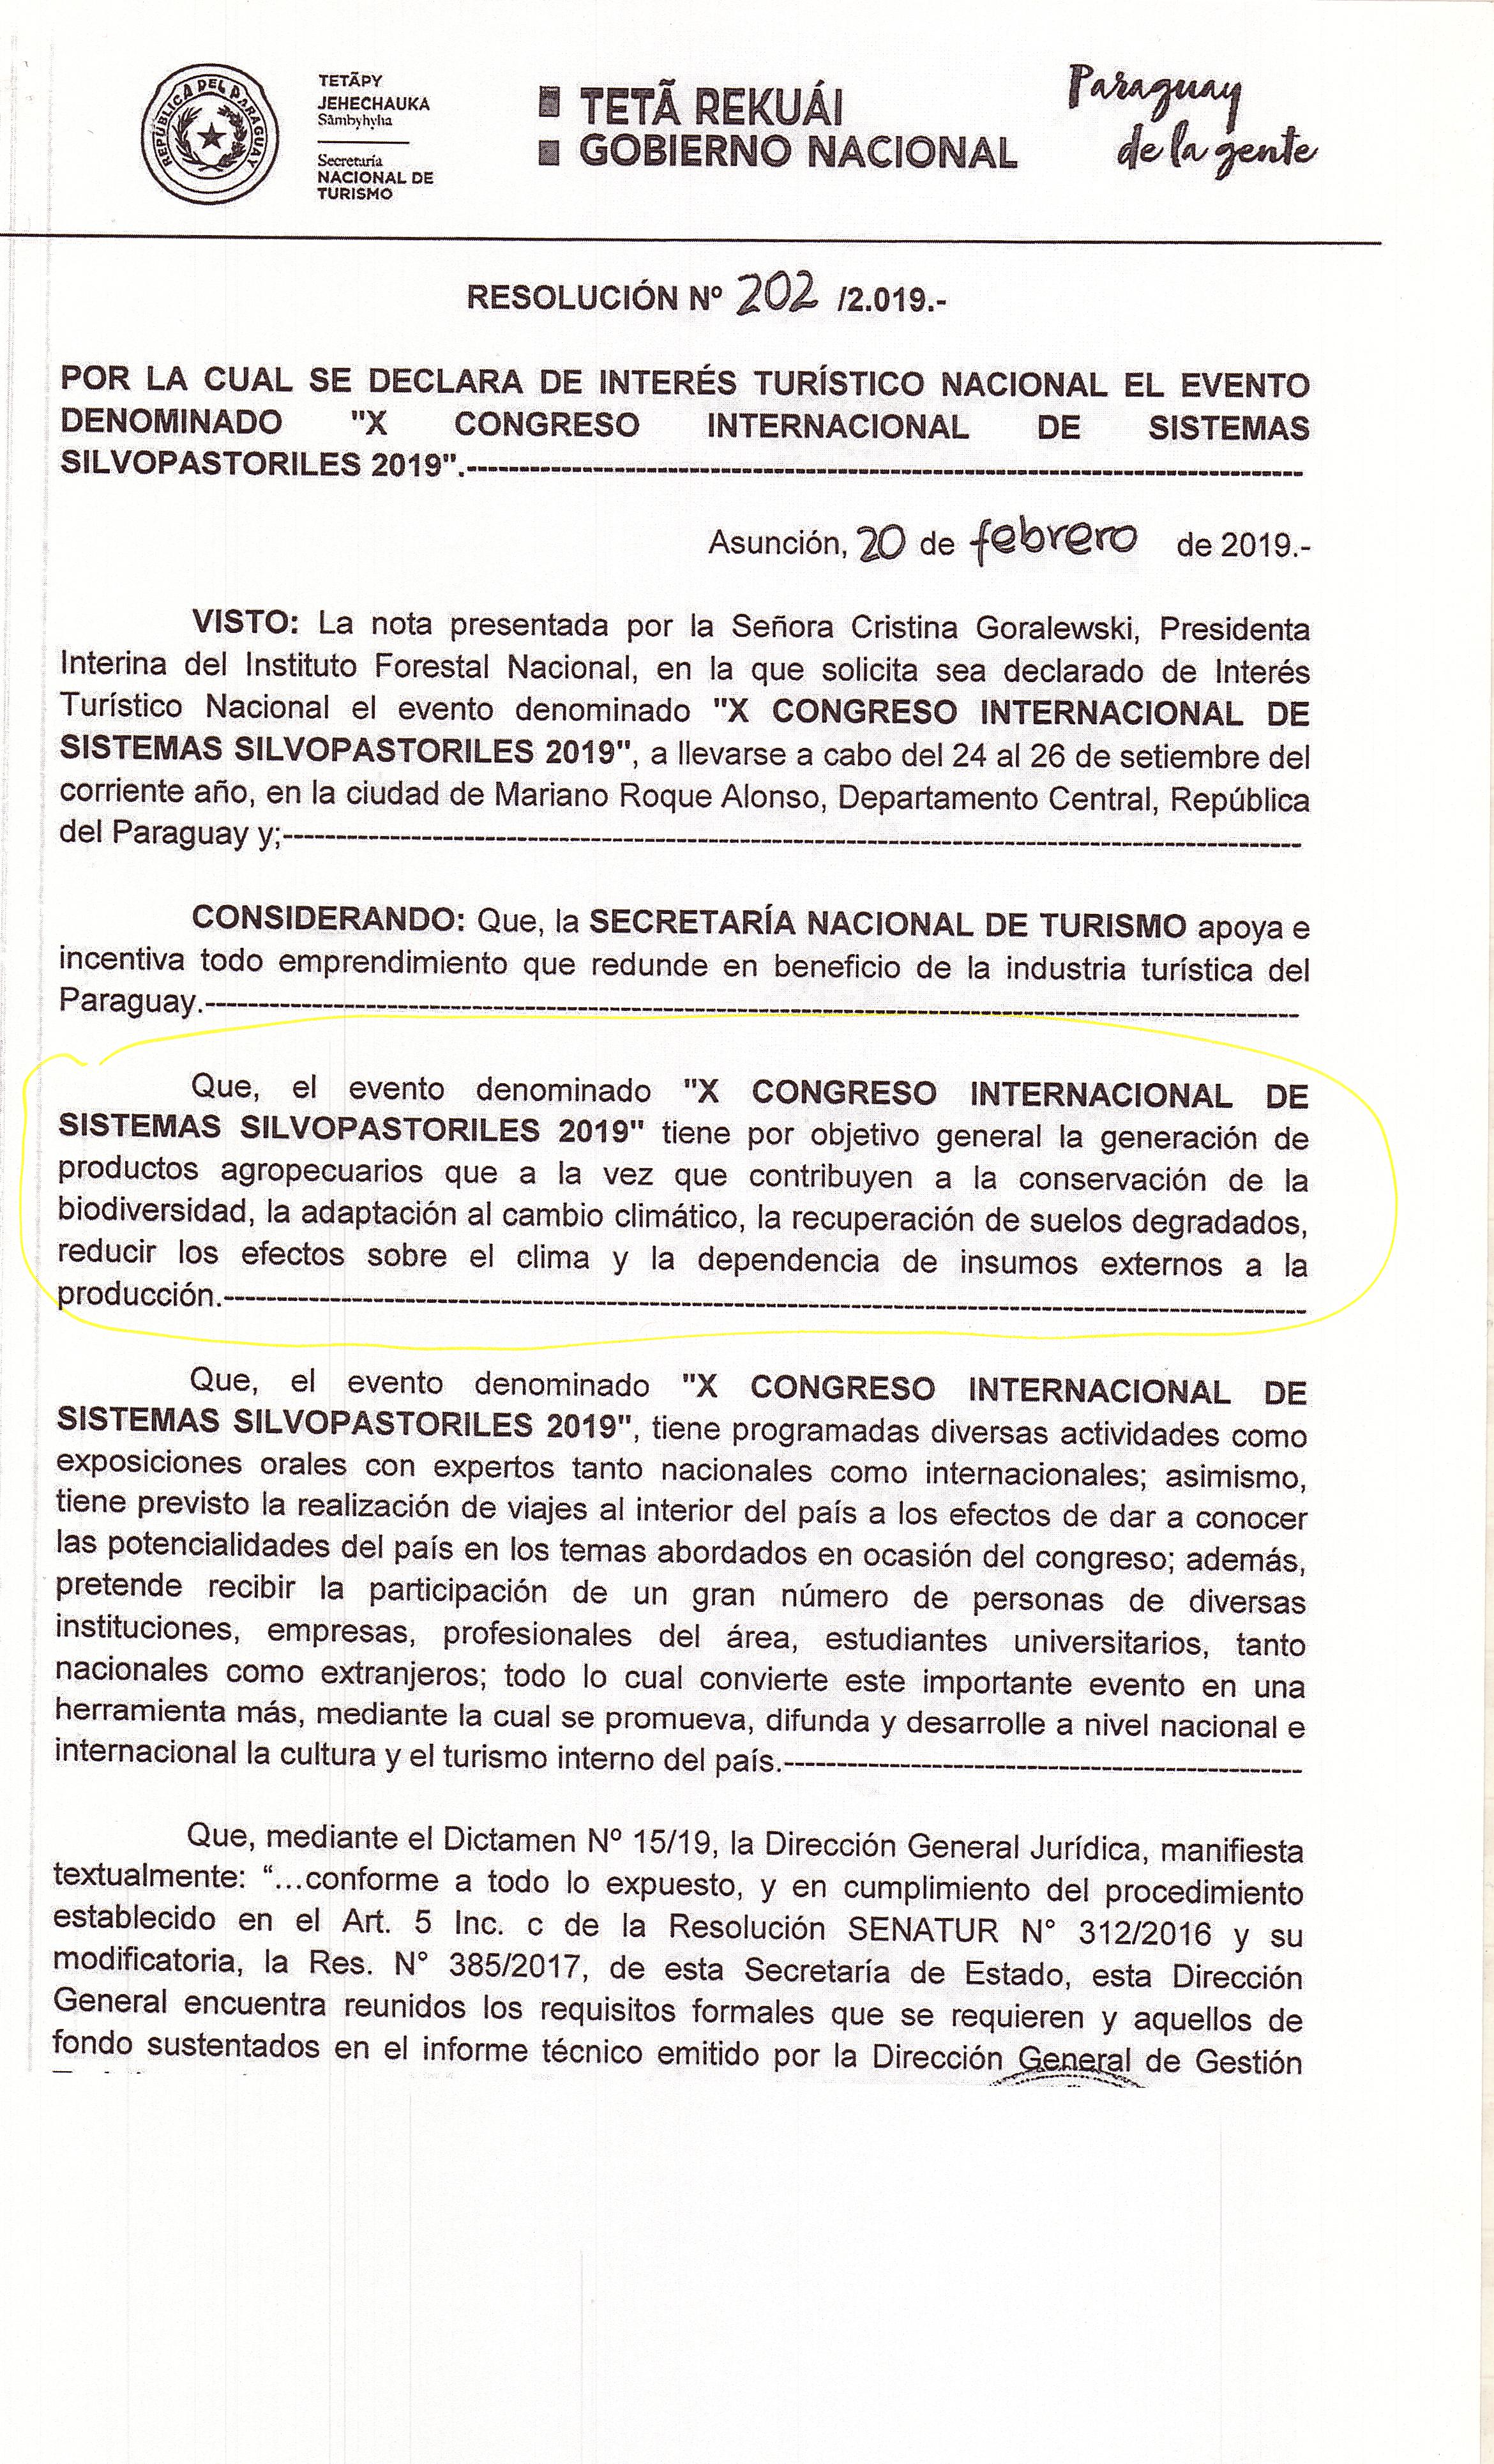 REPÚBLICA DEL PARAGUAY
TETÃPY
JEHECHAUKA
Sãmbyhyha
Secretaría
NACIONAL DE
TURISMO
TETÃ REKUÁI
GOBIERNO NACIONAL
Paraguay
de la gente
RESOLUCIÓN Nº 202 /2.019.-
POR LA CUAL SE DECLARA DE INTERÉS TURÍSTICO NACIONAL EL EVENTO
DENOMINADO "X CONGRESO INTERNACIONAL DE SISTEMAS
SILVOPASTORILES 2019".-----------------------------------------------------------------------------------
Asunción, 20 de febrero de 2019.-
VISTO: La nota presentada por la Señora Cristina Goralewski, Presidenta
Interina del Instituto Forestal Nacional, en la que solicita sea declarado de Interés
Turístico Nacional el evento denominado "X CONGRESO INTERNACIONAL DE
SISTEMAS SILVOPASTORILES 2019", a llevarse a cabo del 24 al 26 de setiembre del
corriente año, en la ciudad de Mariano Roque Alonso, Departamento Central, República
del Paraguay y;-----------------------------------------------------------------------------------------------------
CONSIDERANDO: Que, la SECRETARÍA NACIONAL DE TURISMO apoya e
incentiva todo emprendimiento que redunde en beneficio de la industria turística del
Paraguay.-------------------------------------------------------------------------------------------------------------
Que, el evento denominado "X CONGRESO INTERNACIONAL DE
SISTEMAS SILVOPASTORILES 2019" tiene por objetivo general la generación de
productos agropecuarios que a la vez que contribuyen a la conservación de la
biodiversidad, la adaptación al cambio climático, la recuperación de suelos degradados,
reducir los efectos sobre el clima y la dependencia de insumos externos a la
producción.-----------------------------------------------------------------------------------------------------------
Que, el evento denominado "X CONGRESO INTERNACIONAL DE
SISTEMAS SILVOPASTORILES 2019", tiene programadas diversas actividades como
exposiciones orales con expertos tanto nacionales como internacionales; asimismo,
tiene previsto la realización de viajes al interior del país a los efectos de dar a conocer
las potencialidades del país en los temas abordados en ocasión del congreso; además,
pretende recibir la participación de un gran número de personas de diversas
instituciones, empresas, profesionales del área, estudiantes universitarios, tanto
nacionales como extranjeros; todo lo cual convierte este importante evento en una
herramienta más, mediante la cual se promueva, difunda y desarrolle a nivel nacional e
internacional la cultura y el turismo interno del país.---------------------------------------------------
Que, mediante el Dictamen Nº 15/19, la Dirección General Jurídica, manifiesta
textualmente: “...conforme a todo lo expuesto, y en cumplimiento del procedimiento
establecido en el Art. 5 Inc. c de la Resolución SENATUR N° 312/2016 y su
modificatoria, la Res. N° 385/2017, de esta Secretaría de Estado, esta Dirección
General encuentra reunidos los requisitos formales que se requieren y aquellos de
fondo sustentados en el informe técnico emitido por la Dirección General de Gestión